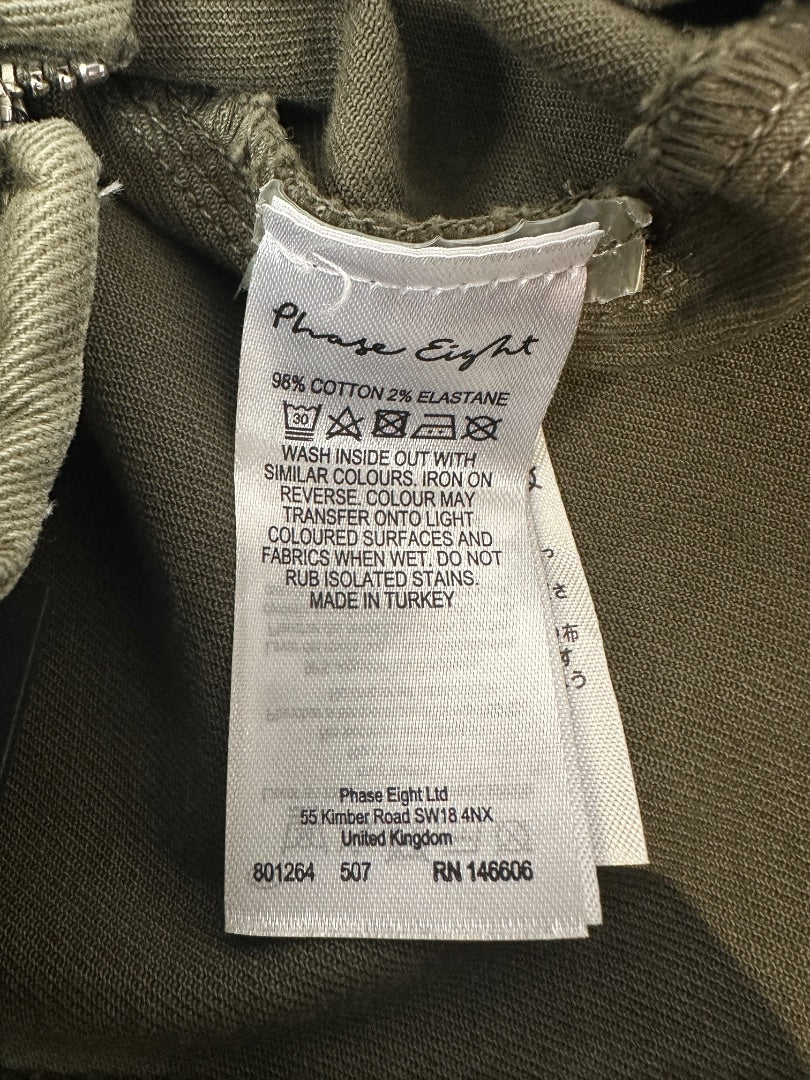 Phase Eight
98% COTTON 2% ELASTANE
30
WASH INSIDE OUT WITH
SIMILAR COLOURS. IRON ON
REVERSE. COLOUR MAY
TRANSFER ONTO LIGHT
COLOURED SURFACES AND
FABRICS WHEN WET. DO NOT
RUB ISOLATED STAINS.
MADE IN TURKEY
Phase Eight Ltd
55 Kimber Road SW18 4NX
United Kingdom
801264 507 RN 146606
布
う